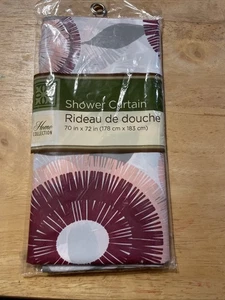 Shower Curtain
Rideau de douche
70 in x 72 in (178 cm x 183 cm)
Home
COLLECTION